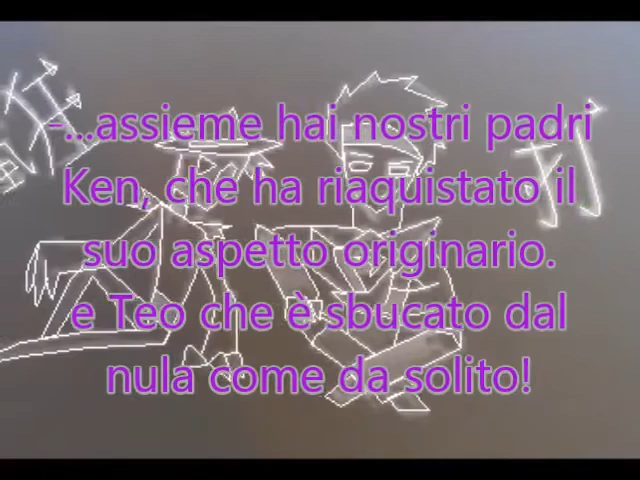 -...assieme hai nostri padri
Ken, che ha riaquistato il
suo aspetto originario.
e Teo che è sbucato dal
nula come da solito!